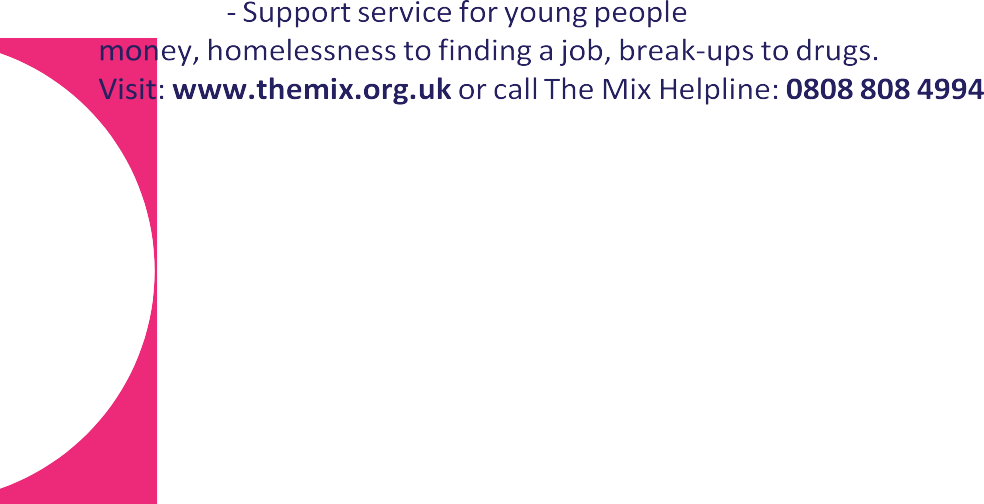 - Support service for young people
money, homelessness to finding a job, break-ups to drugs.
Visit: www.themix.org.uk or call The Mix Helpline: 0808 808 4994